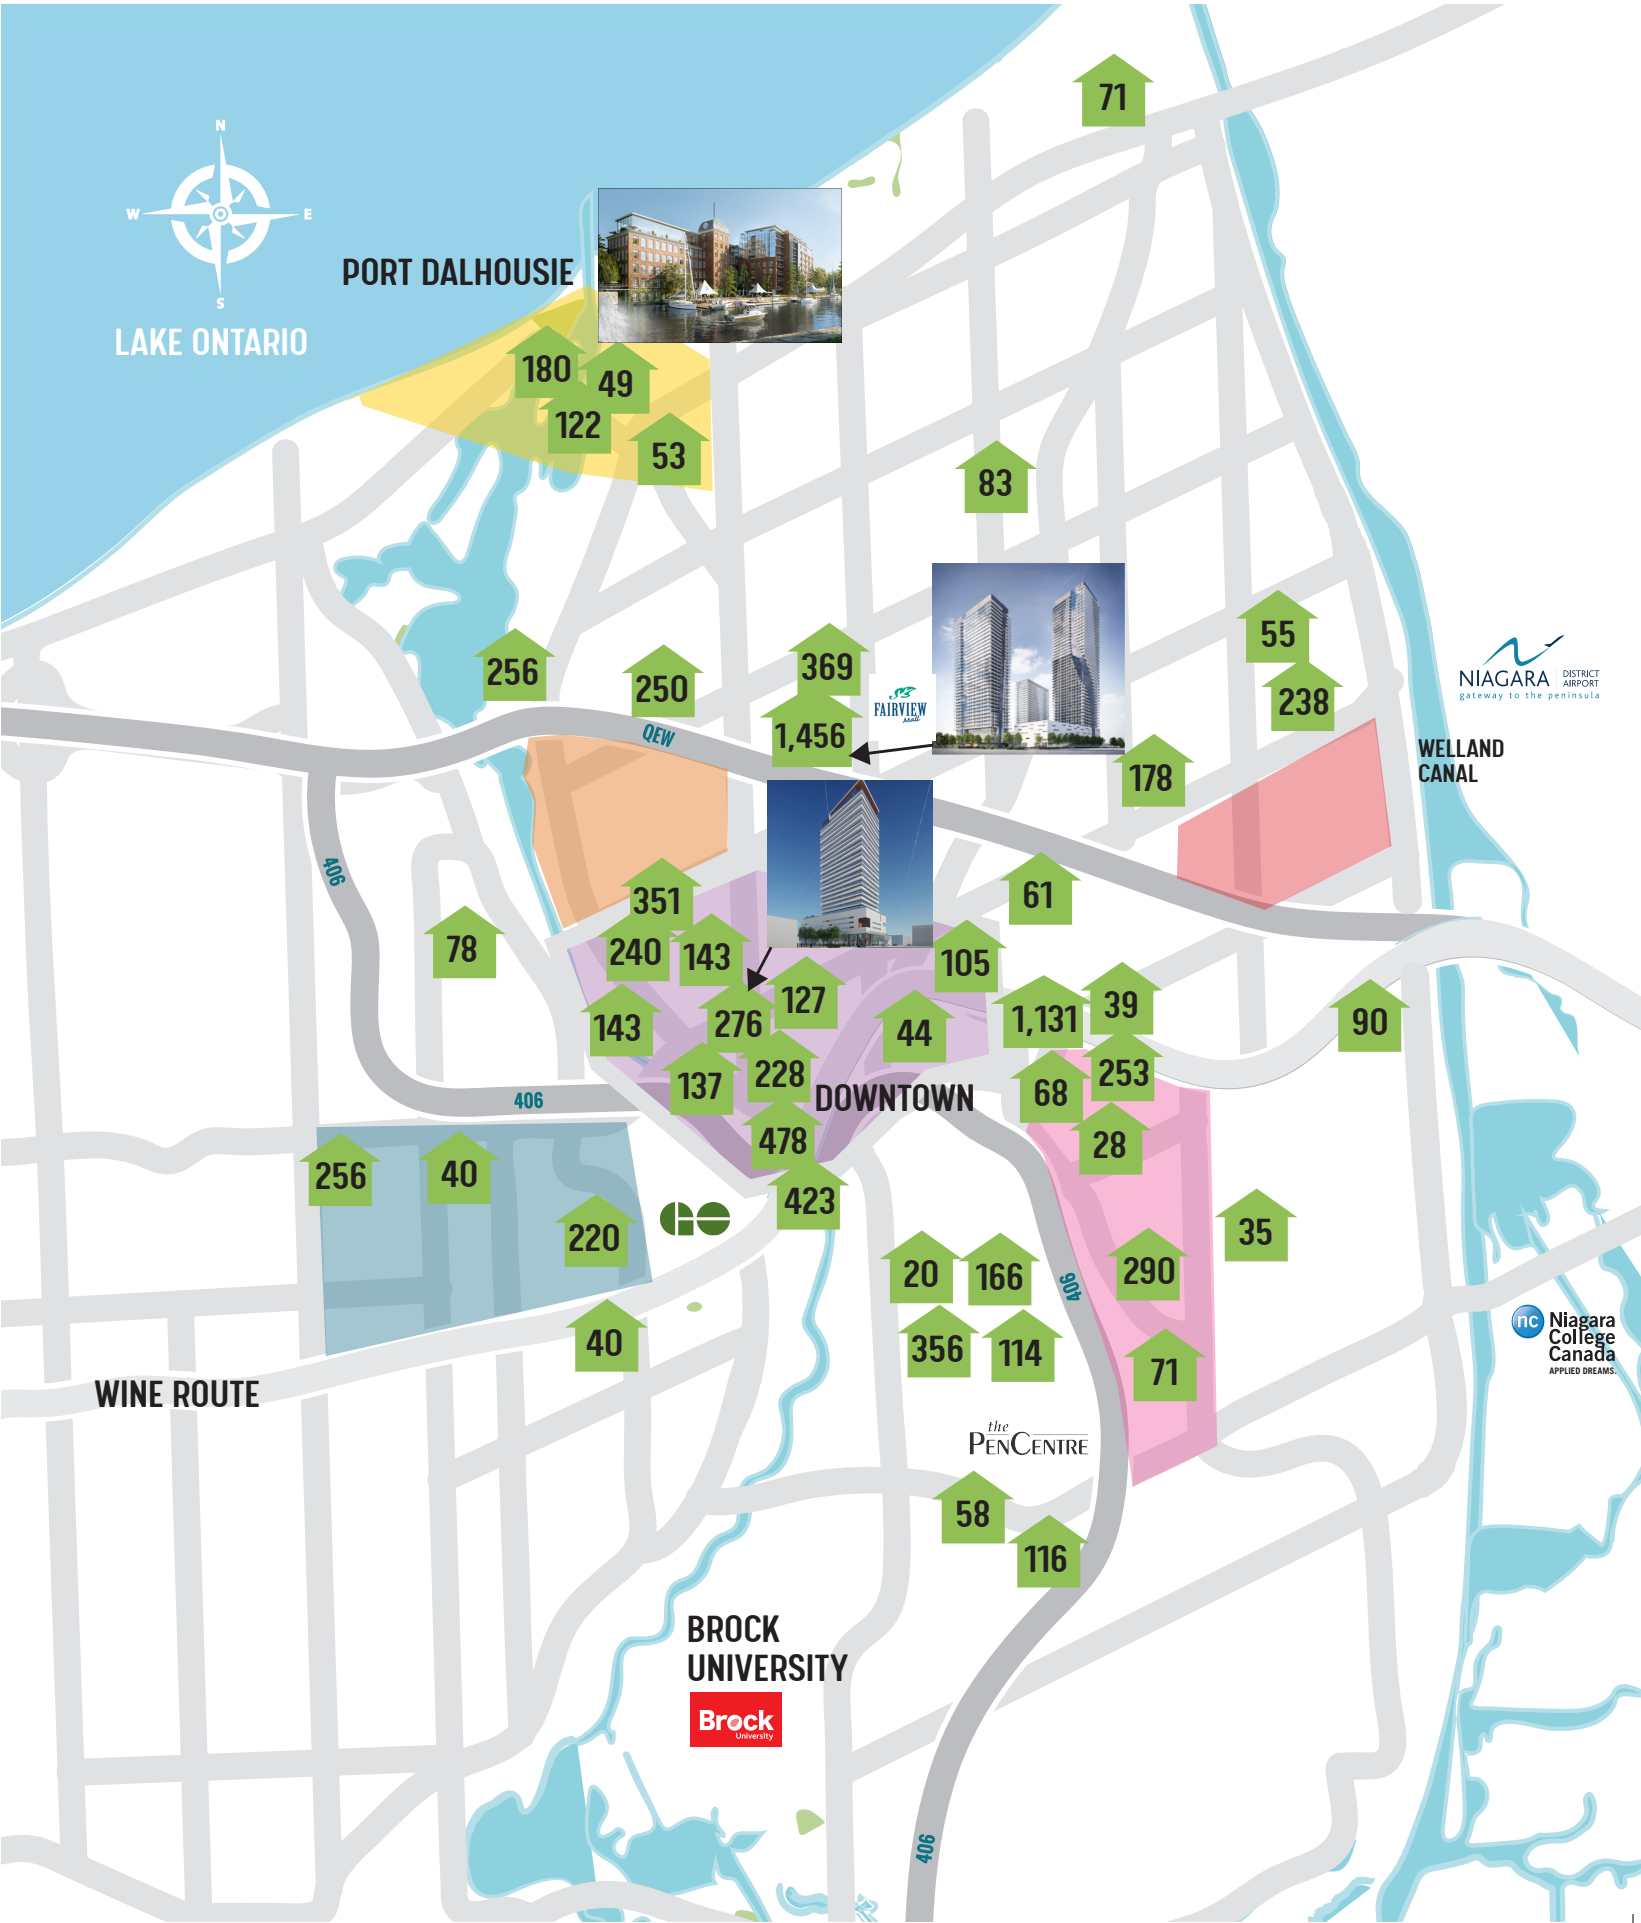 71
N
W
E
S
LAKE ONTARIO
PORT DALHOUSIE
180
49
122
53
83
55
256
250
369
238
NIAGARA
DISTRICT
AIRPORT
gateway to the peninsula
FAIRVIEW
Mall
QEW
1,456
178
WELLAND
CANAL
406
351
61
78
240
143
105
143
276
127
44
1,131
39
90
137
228
253
68
406
DOWNTOWN
478
28
256
40
423
220
GO
35
20
166
406
290
356
114
40
71
Niagara
College
Canada
APPLIED DREAMS.
nc
WINE ROUTE
the
PENCENTRE
58
116
BROCK
UNIVERSITY
Brock
University
406